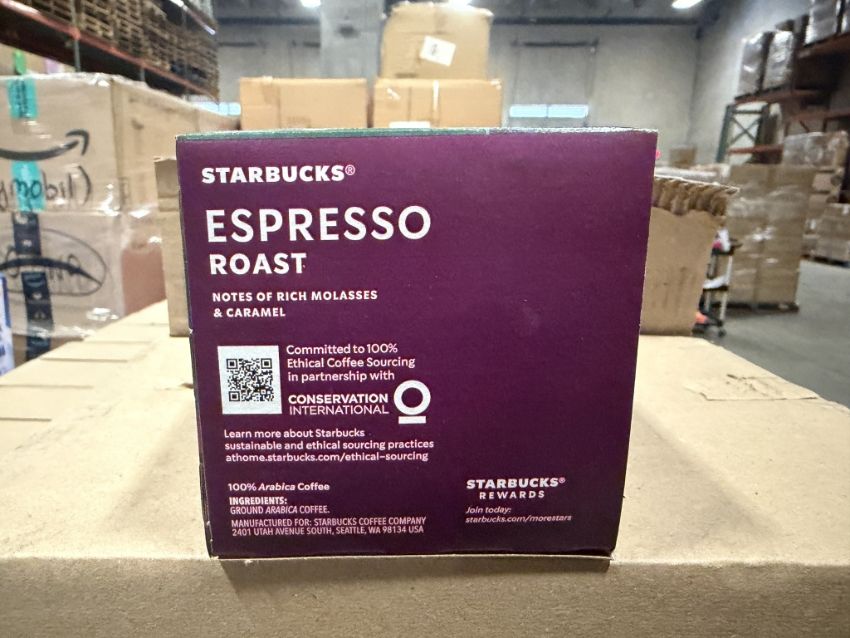 STARBUCKS®
ESPRESSO
ROAST
NOTES OF RICH MOLASSES
& CARAMEL
Committed to 100%
Ethical Coffee Sourcing
in partnership with
CONSERVATION
INTERNATIONAL
Learn more about Starbucks
sustainable and ethical sourcing practices
athome.starbucks.com/ethical-sourcing
100% Arabica Coffee
INGREDIENTS:
GROUND ARABICA COFFEE.
MANUFACTURED FOR: STARBUCKS COFFEE COMPANY
2401 UTAH AVENUE SOUTH, SEATTLE, WA 98134 USA
STARBUCKS®
REWARDS
Join today:
starbucks.com/morestars